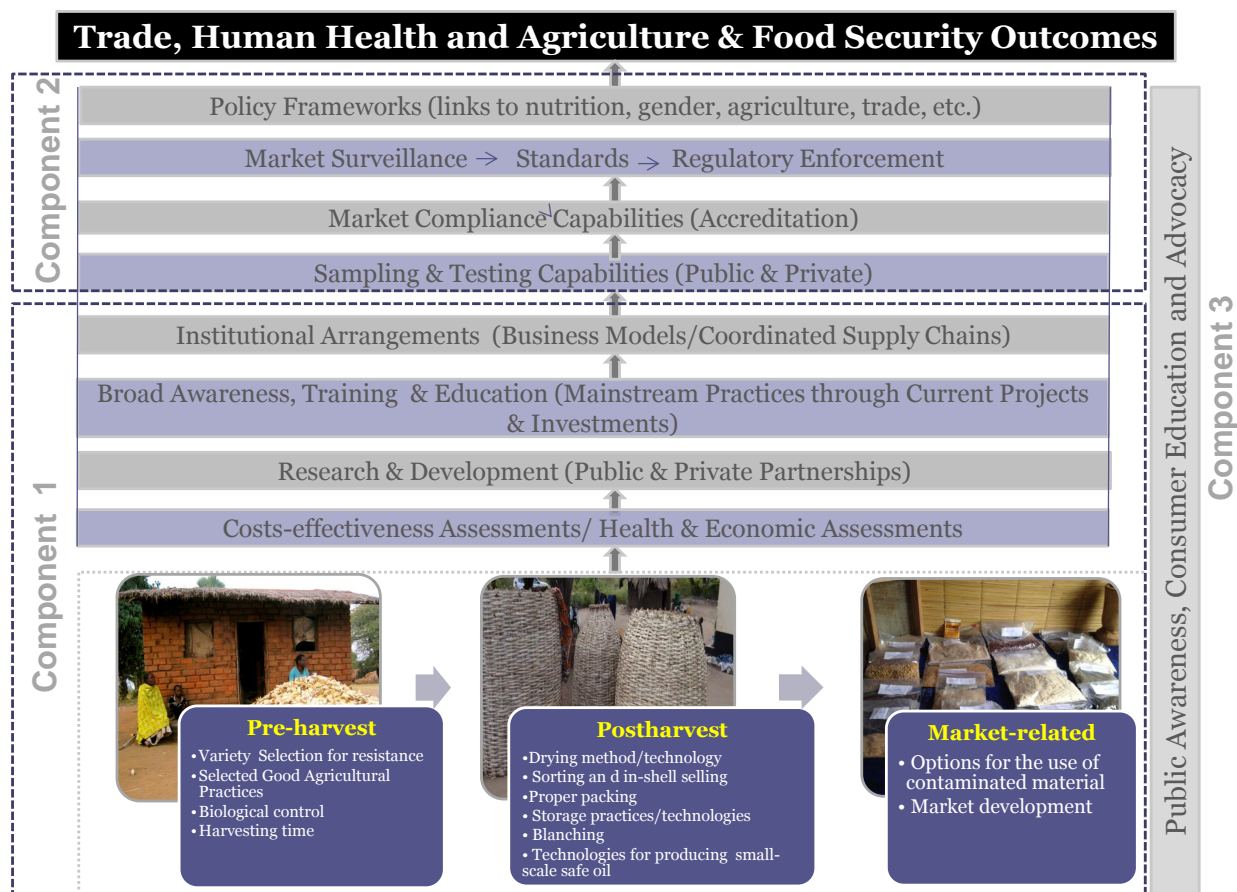 Trade, Human Health and Agriculture & Food Security Outcomes
Component 2
Policy Frameworks (links to nutrition, gender, agriculture, trade, etc.)
Market Surveillance → Standards → Regulatory Enforcement
Market Compliance Capabilities (Accreditation)
Sampling & Testing Capabilities (Public & Private)
Component 1
Institutional Arrangements (Business Models/Coordinated Supply Chains)
Broad Awareness, Training & Education (Mainstream Practices through Current Projects
& Investments)
Research & Development (Public & Private Partnerships)
Costs-effectiveness Assessments/ Health & Economic Assessments
Pre-harvest
• Variety Selection for resistance
• Selected Good Agricultural
Practices
• Biological control
• Harvesting time
Postharvest
• Drying method/technology
• Sorting an d in-shell selling
• Proper packing
• Storage practices/technologies
• Blanching
• Technologies for producing small-
scale safe oil
Market-related
• Options for the use of
contaminated material
• Market development
Public Awareness, Consumer Education and Advocacy
Component 3